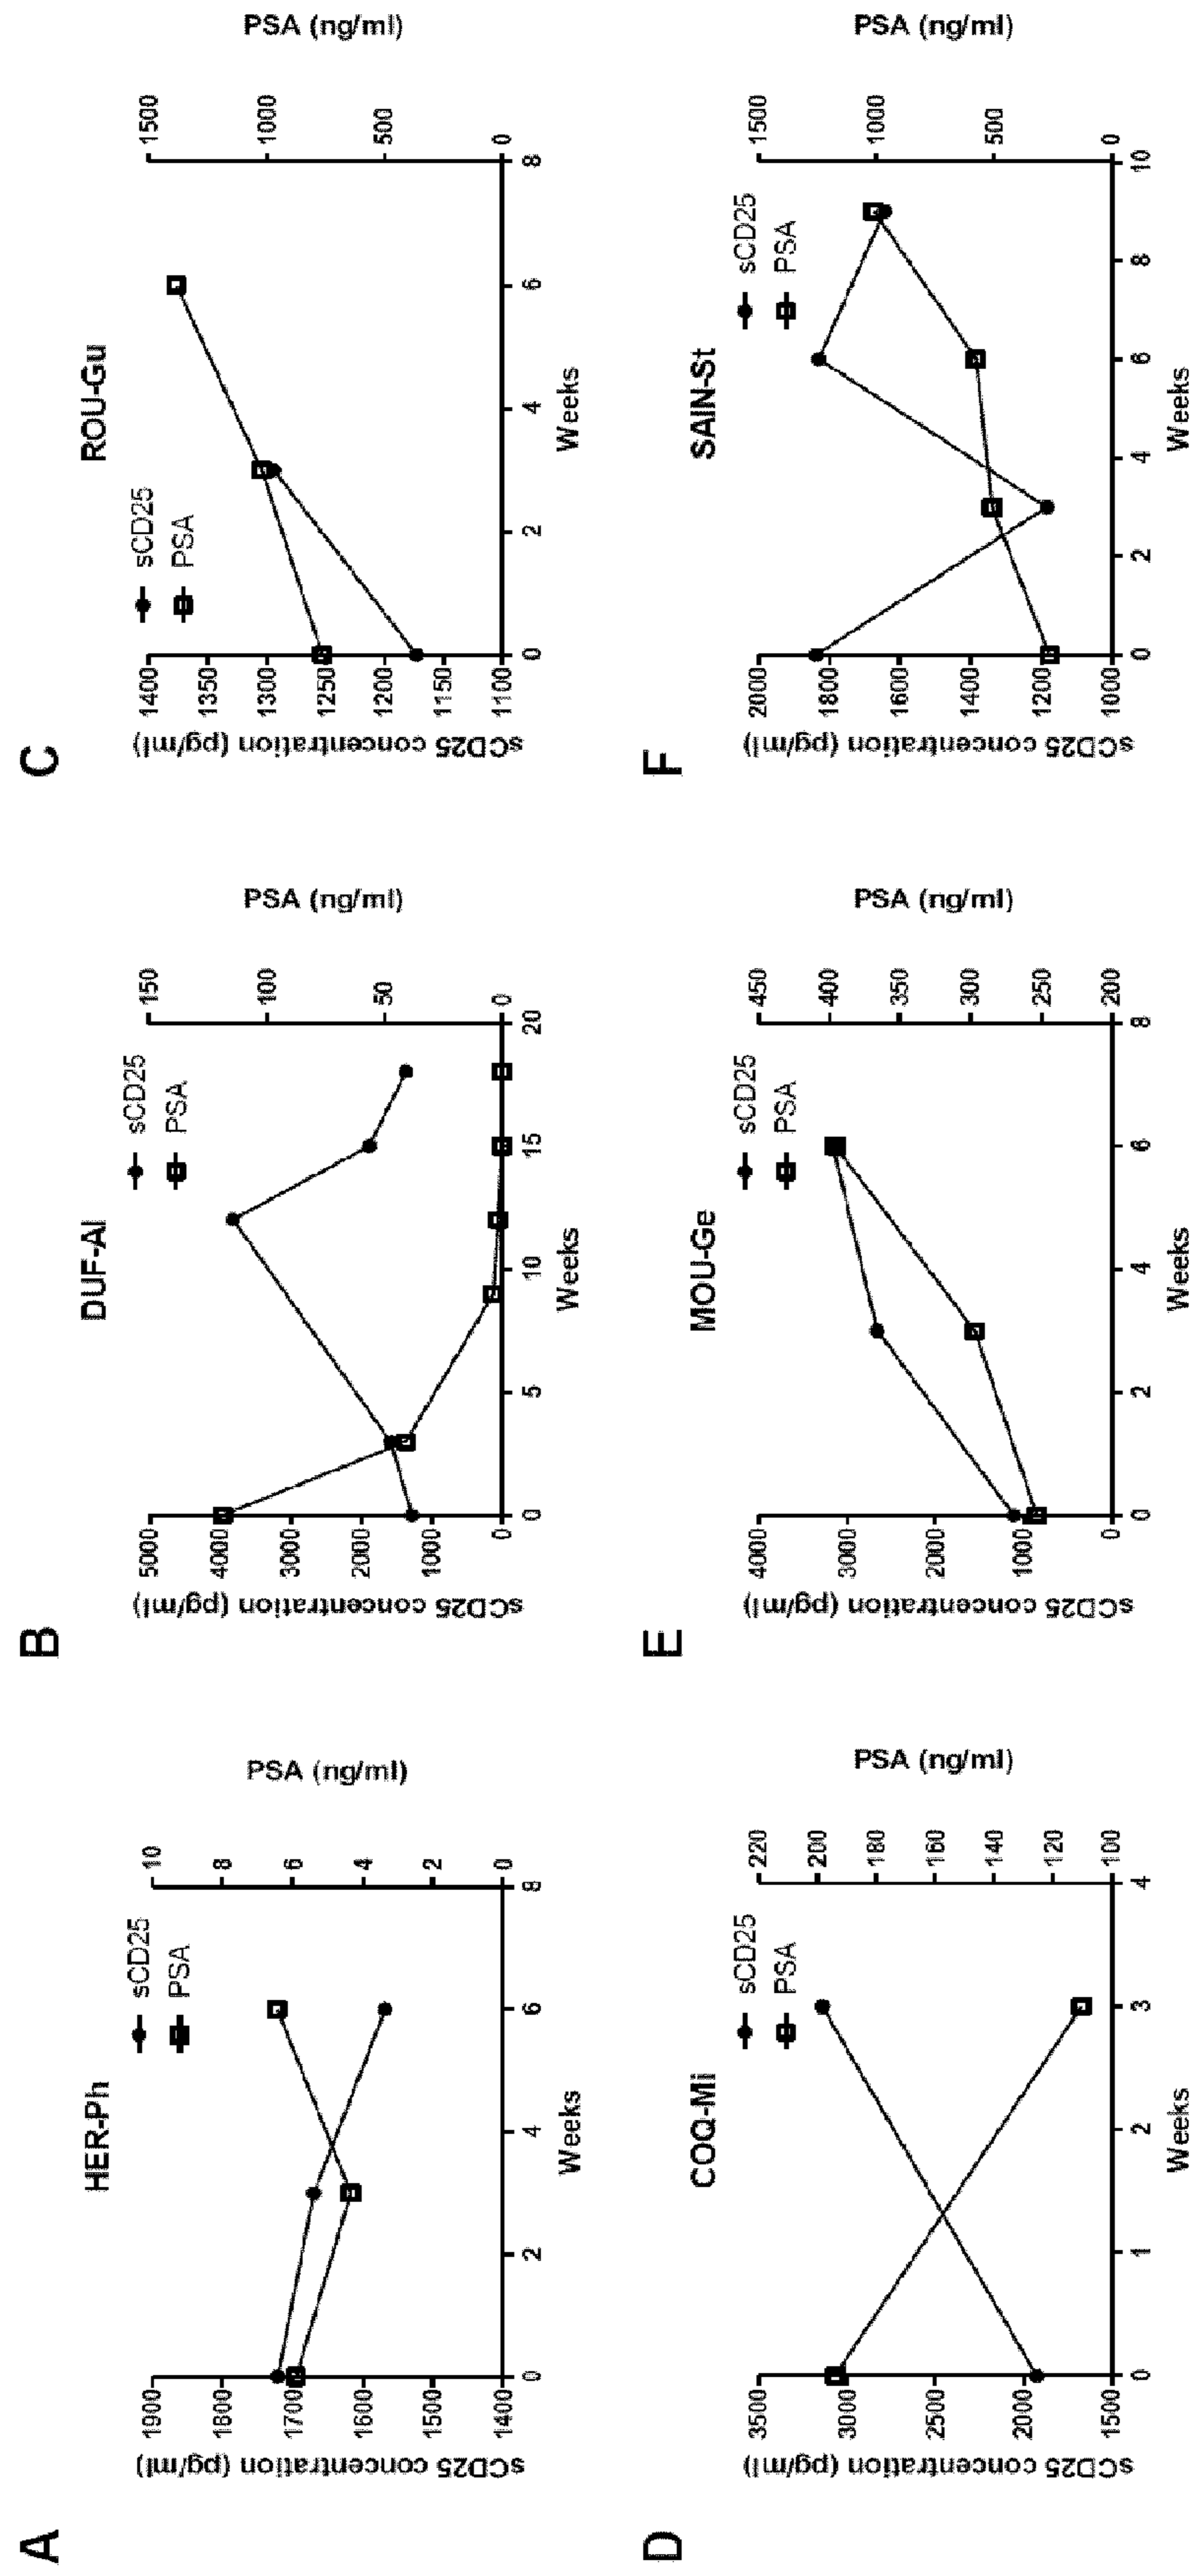 A
HER-Ph
sCD25
PSA
sCD25 concentration (pg/ml)
1900
1800
1700
1600
1500
1400
PSA (ng/ml)
10
8
6
4
2
0
0 2 4 6 8
Weeks
B
DUF-Al
sCD25
PSA
sCD25 concentration (pg/ml)
5000
4000
3000
2000
1000
0
PSA (ng/ml)
150
100
50
0
0 5 10 15 20
Weeks
C
ROU-Gu
sCD25
PSA
sCD25 concentration (pg/ml)
1400
1350
1300
1250
1200
1150
1100
PSA (ng/ml)
1500
1000
500
0
0 2 4 6 8
Weeks
D
COQ-Mi
sCD25
PSA
sCD25 concentration (pg/ml)
3500
3000
2500
2000
1500
PSA (ng/ml)
220
200
180
160
140
120
100
0 1 2 3 4
Weeks
E
MOU-Ge
sCD25
PSA
sCD25 concentration (pg/ml)
4000
3000
2000
1000
0
PSA (ng/ml)
450
400
350
300
250
200
0 2 4 6 8
Weeks
F
SAIN-St
sCD25
PSA
sCD25 concentration (pg/ml)
2000
1800
1600
1400
1200
1000
PSA (ng/ml)
1500
1000
500
0
0 2 4 6 8 10
Weeks